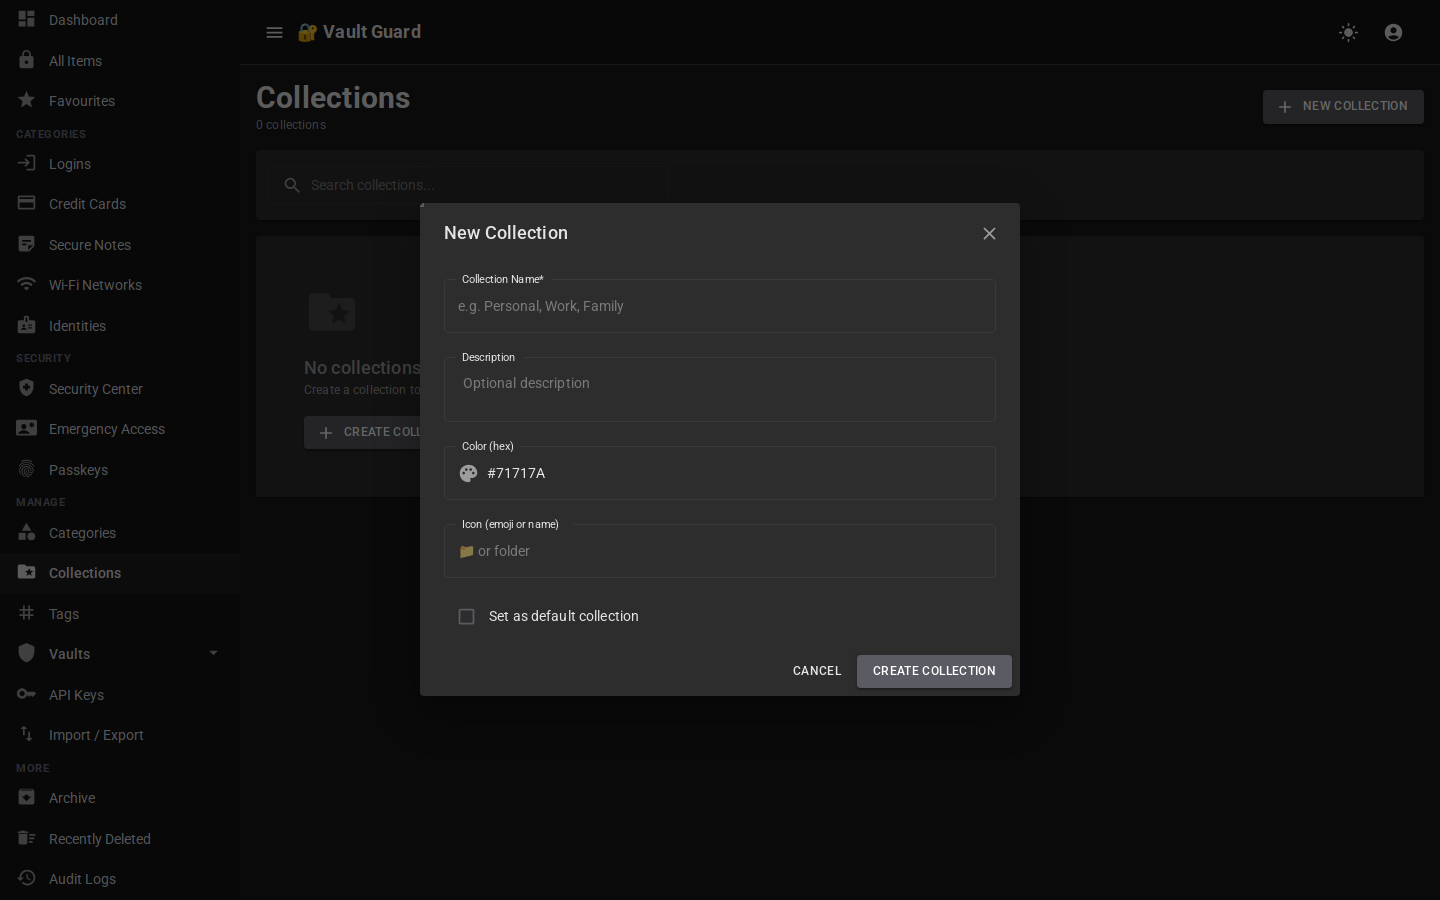 Dashboard
All Items
Favourites
CATEGORIES
Logins
Credit Cards
Secure Notes
Wi-Fi Networks
Identities
SECURITY
Security Center
Emergency Access
Passkeys
MANAGE
Categories
Collections
Tags
Vaults
API Keys
Import / Export
MORE
Archive
Recently Deleted
Audit Logs
🔐 Vault Guard
Collections
0 collections
NEW COLLECTION
Search collections...
No collections
Create a collection to
CREATE COLL
New Collection
Collection Name*
e.g. Personal, Work, Family
Description
Optional description
Color (hex)
#71717A
Icon (emoji or name)
📁 or folder
Set as default collection
CANCEL
CREATE COLLECTION